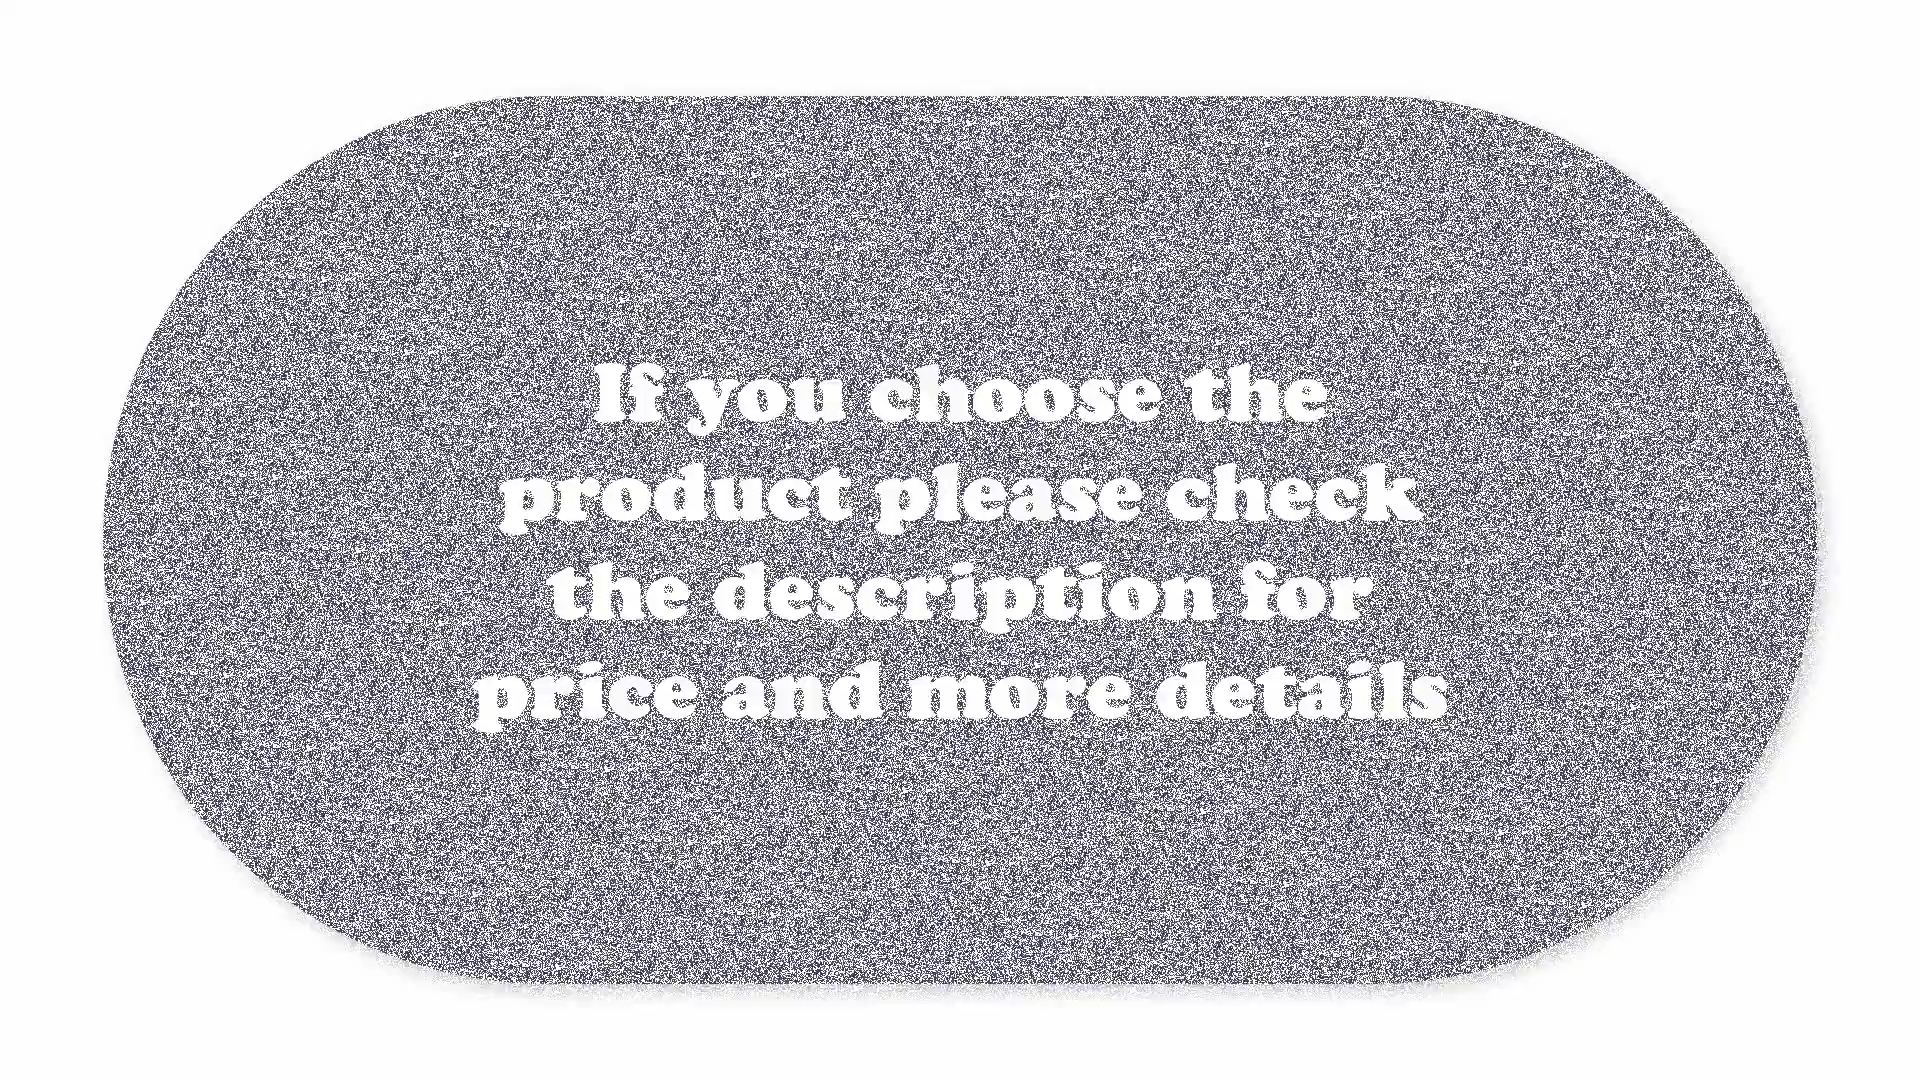 If you choose the
product please check
the description for
price and more details